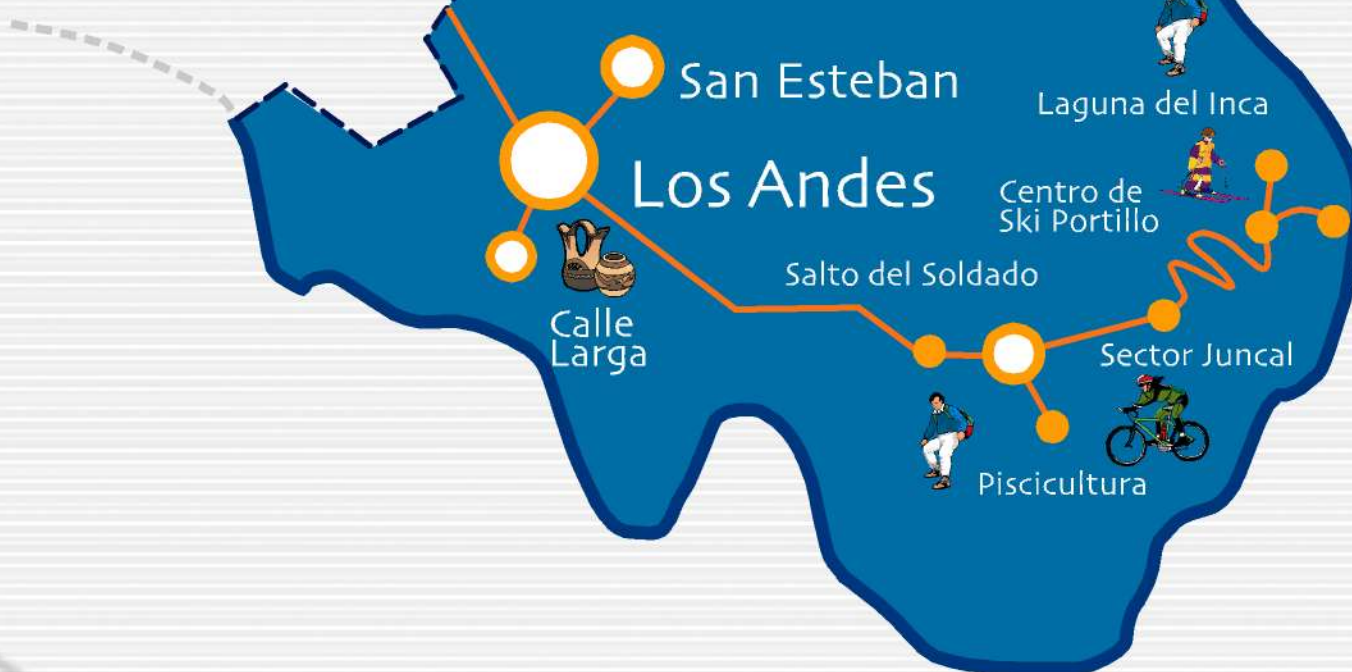 San Esteban
Laguna del Inca
Los Andes
Centro de
Ski Portillo
Salto del Soldado
Calle
Larga
Sector Juncal
Piscicultura